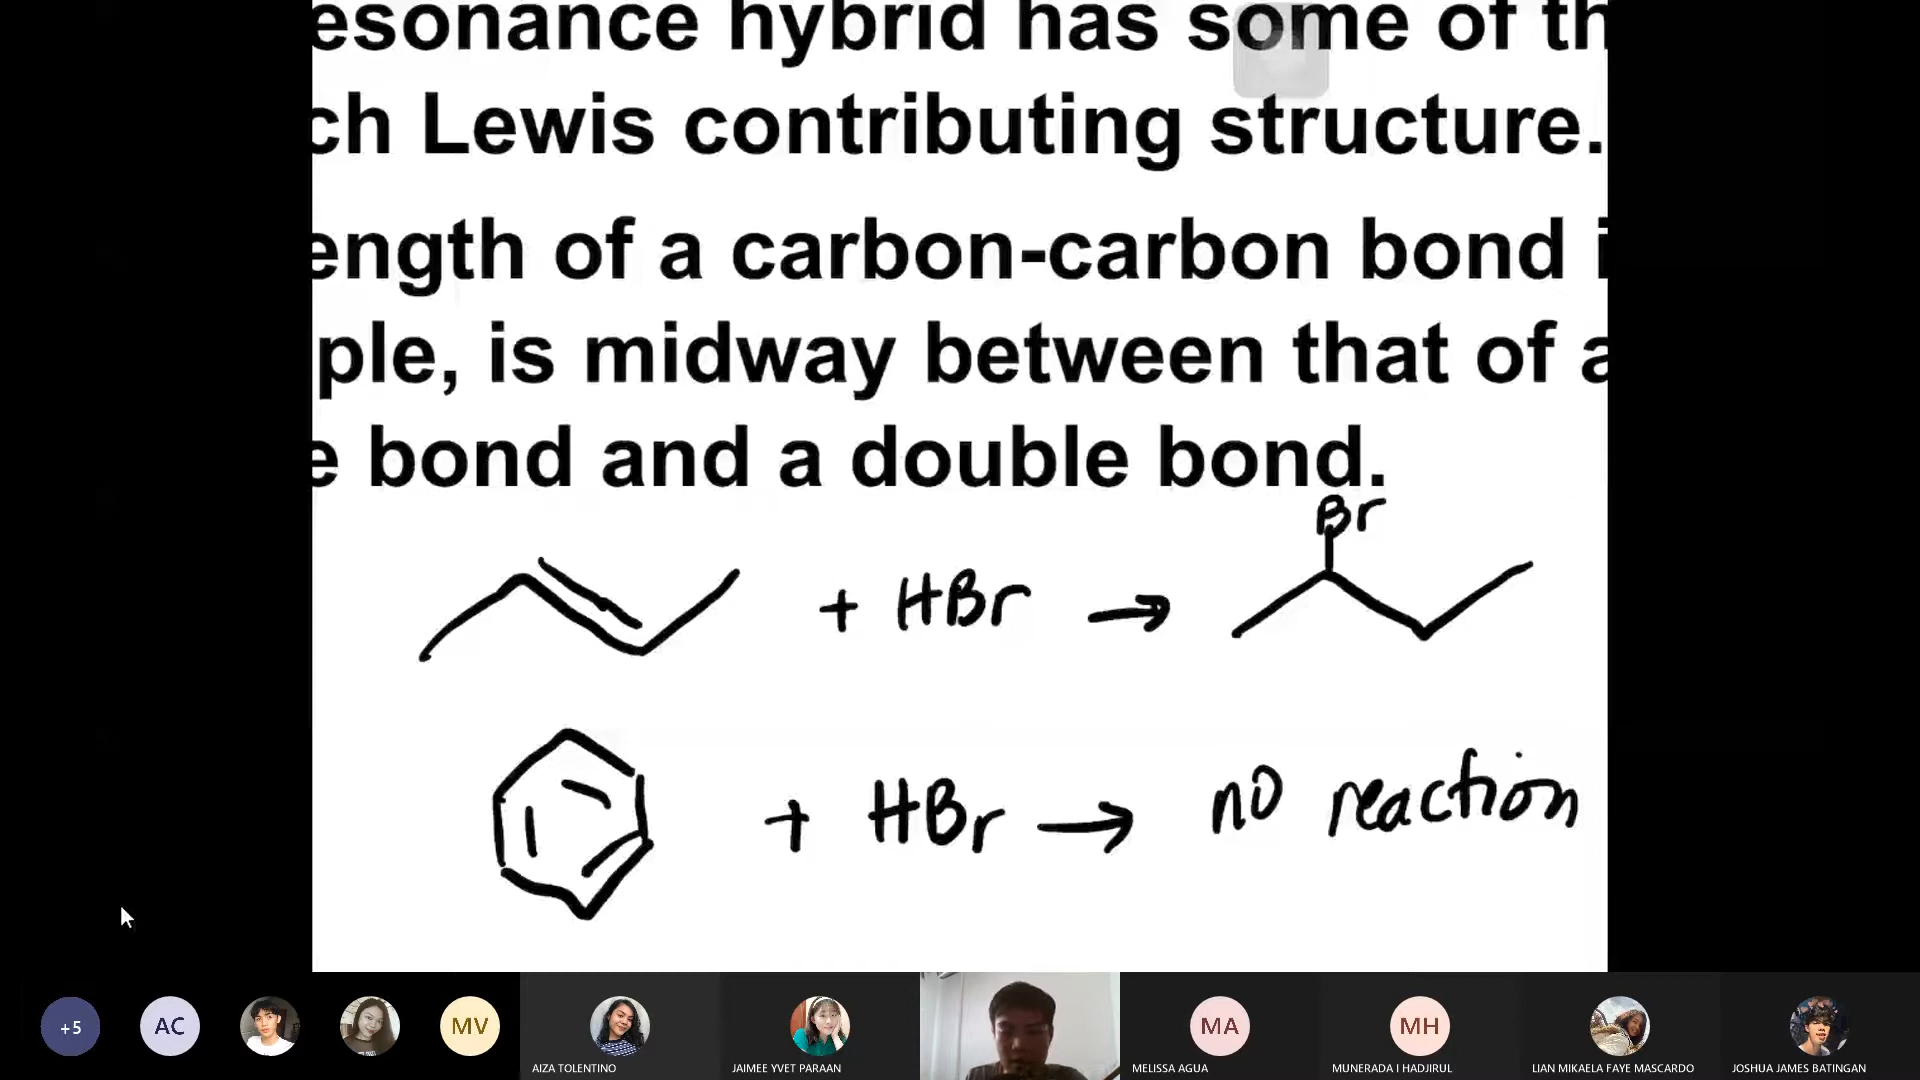 esonance hybrid has some of th
ch Lewis contributing structure.
ength of a carbon-carbon bond i
ple, is midway between that of a
e bond and a double bond.
Br
+ HBr →
+ HBr → no reaction
+5
AC
MV
AIZA TOLENTINO
JAIMEE YVET PARAAN
MA
MELISSA AGUA
MH
MUNERADA I HADJIRUL
LIAN MIKAELA FAYE MASCARDO
JOSHUA JAMES BATINGAN